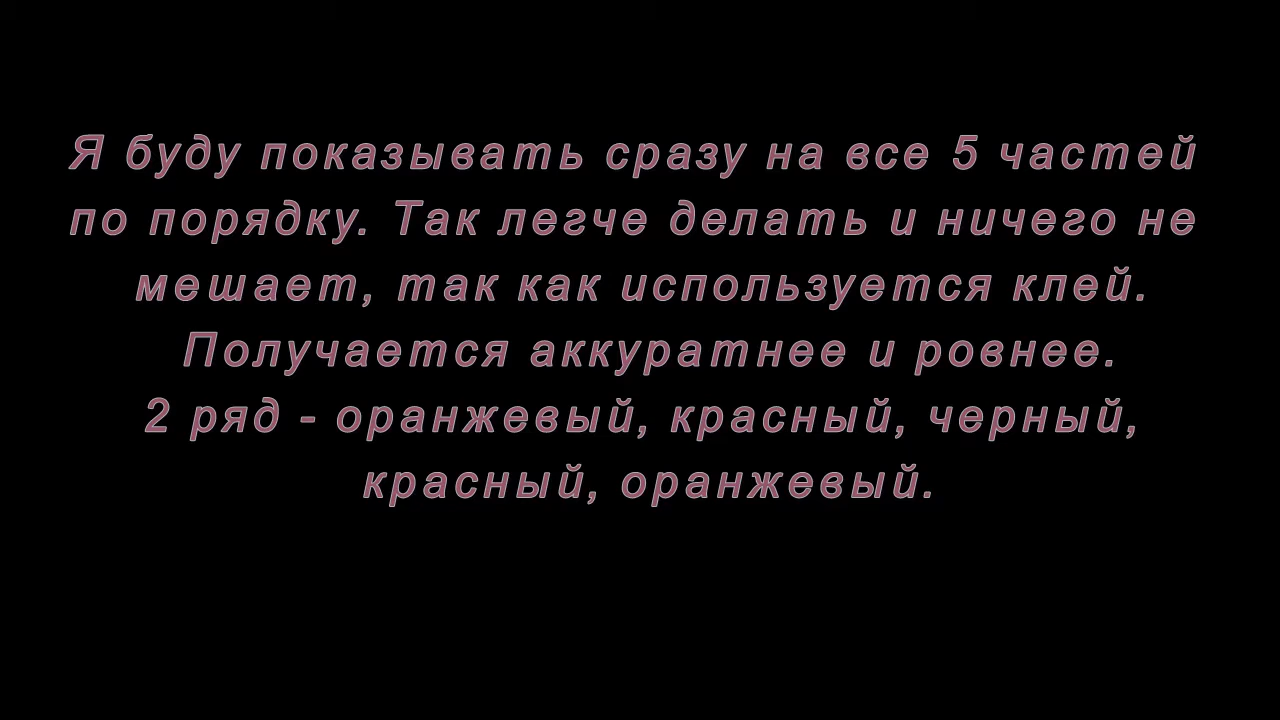 Я буду показывать сразу на все 5 частей
по порядку. Так легче делать и ничего не
мешает, так как используется клей.
Получается аккуратнее и ровнее.
2 ряд - оранжевый, красный, черный,
красный, оранжевый.